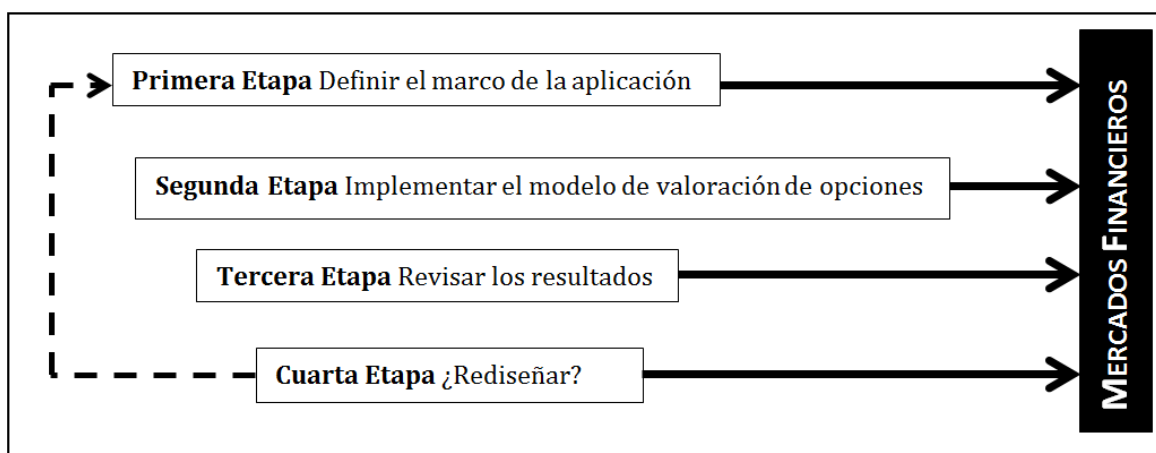 Primera Etapa Definir el marco de la aplicación
Segunda Etapa Implementar el modelo de valoración de opciones
Tercera Etapa Revisar los resultados
Cuarta Etapa ¿Rediseñar?
MERCADOS FINANCIEROS